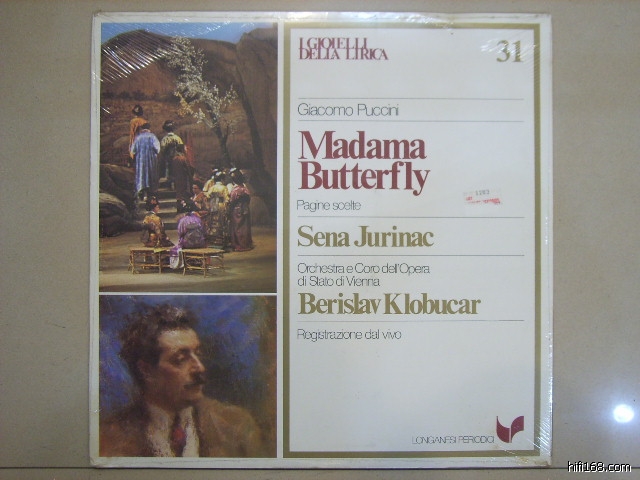 I GIOIELLI
DELLA LIRICA
31
Giacomo Puccini
Madama
Butterfly
Pagine scelte
Sena Jurinac
Orchestra e Coro dell'Opera
di Stato di Vienna
Berislav Klobucar
Registrazione dal vivo
LONGANESI PERIODICI
hifi168.com